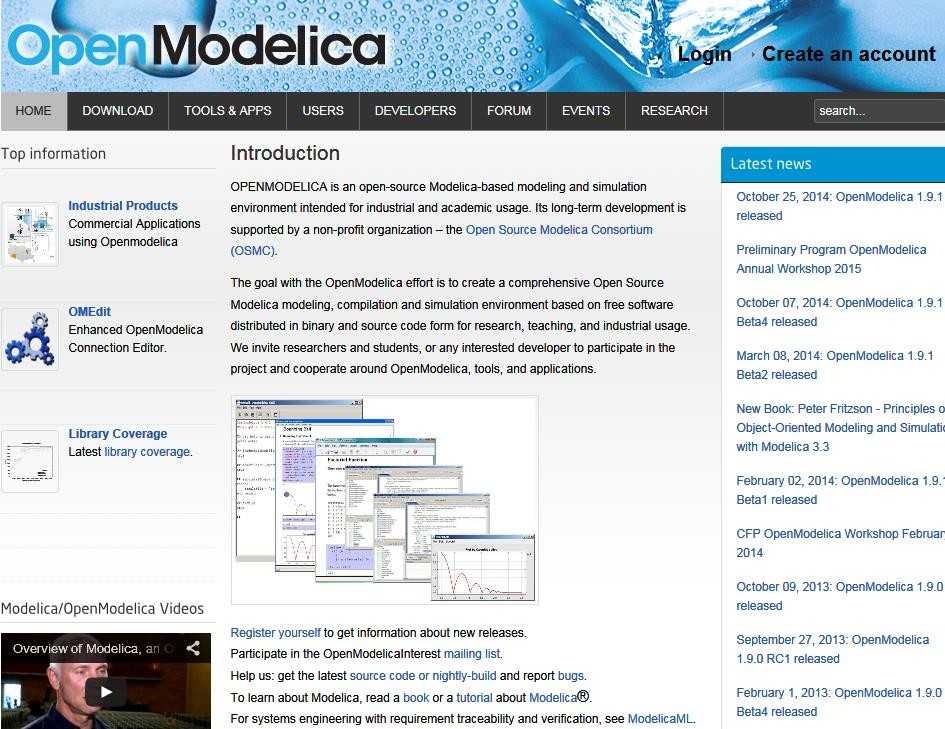 OpenModelica
Login
Create an account
HOME
DOWNLOAD
TOOLS & APPS
USERS
DEVELOPERS
FORUM
EVENTS
RESEARCH
search...
Top information
Industrial Products
Commercial Applications
using Openmodelica
OMEdit
Enhanced OpenModelica
Connection Editor.
Library Coverage
Latest library coverage.
Modelica/OpenModelica Videos
Overview of Modelica, an O
Introduction
OPENMODELICA is an open-source Modelica-based modeling and simulation
environment intended for industrial and academic usage. Its long-term development is
supported by a non-profit organization – the Open Source Modelica Consortium
(OSMC).
The goal with the OpenModelica effort is to create a comprehensive Open Source
Modelica modeling, compilation and simulation environment based on free software
distributed in binary and source code form for research, teaching, and industrial usage.
We invite researchers and students, or any interested developer to participate in the
project and cooperate around OpenModelica, tools, and applications.
Bouncing Ball
Factorial Function
Register yourself to get information about new releases.
Participate in the OpenModelicaInterest mailing list.
Help us: get the latest source code or nightly-build and report bugs.
To learn about Modelica, read a book or a tutorial about Modelica®.
For systems engineering with requirement traceability and verification, see ModelicaML.
Latest news
October 25, 2014: OpenModelica 1.9.1
released
Preliminary Program OpenModelica
Annual Workshop 2015
October 07, 2014: OpenModelica 1.9.1
Beta4 released
March 08, 2014: OpenModelica 1.9.1
Beta2 released
New Book: Peter Fritzson - Principles o
Object-Oriented Modeling and Simulatio
with Modelica 3.3
February 02, 2014: OpenModelica 1.9.1
Beta1 released
CFP OpenModelica Workshop February
2014
October 09, 2013: OpenModelica 1.9.0
released
September 27, 2013: OpenModelica
1.9.0 RC1 released
February 1, 2013: OpenModelica 1.9.0
Beta4 released